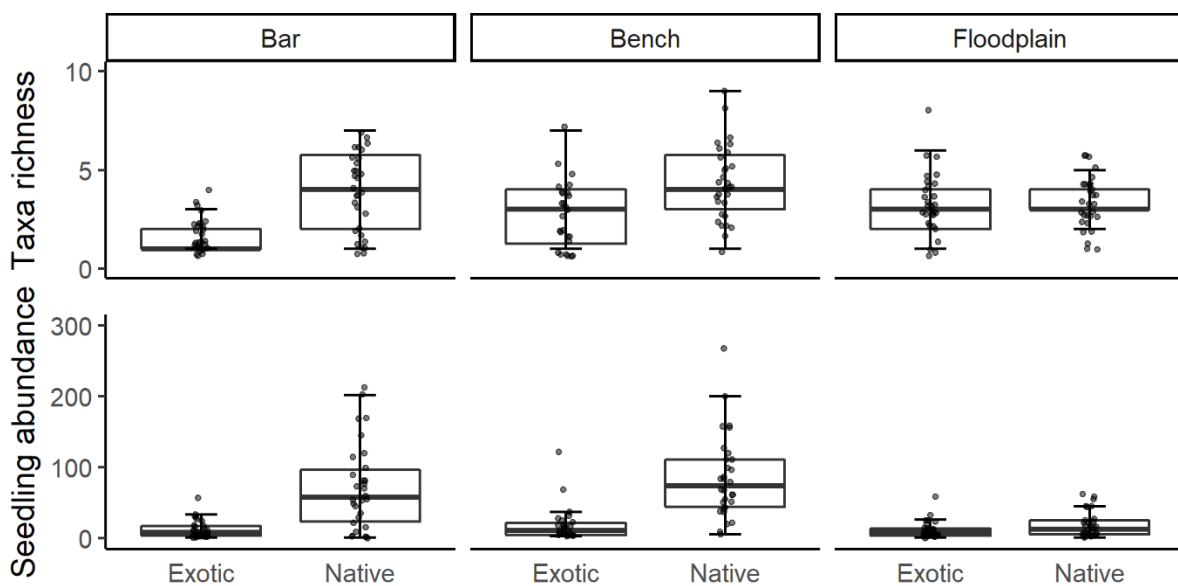 Bar Bench Floodplain
Taxa richness
10
5
0
Seedling abundance
300
200
100
0
Exotic Native Exotic Native Exotic Native